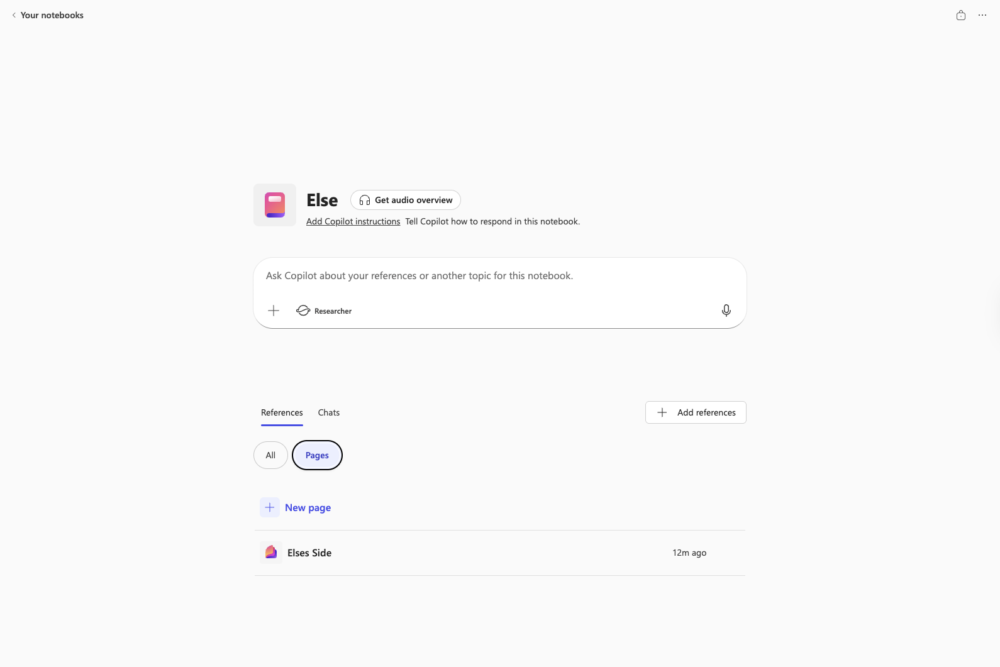 Your notebooks
Else
Get audio overview
Add Copilot instructions Tell Copilot how to respond in this notebook.
Ask Copilot about your references or another topic for this notebook.
Researcher
References Chats
Add references
All Pages
New page
Elses Side 12m ago